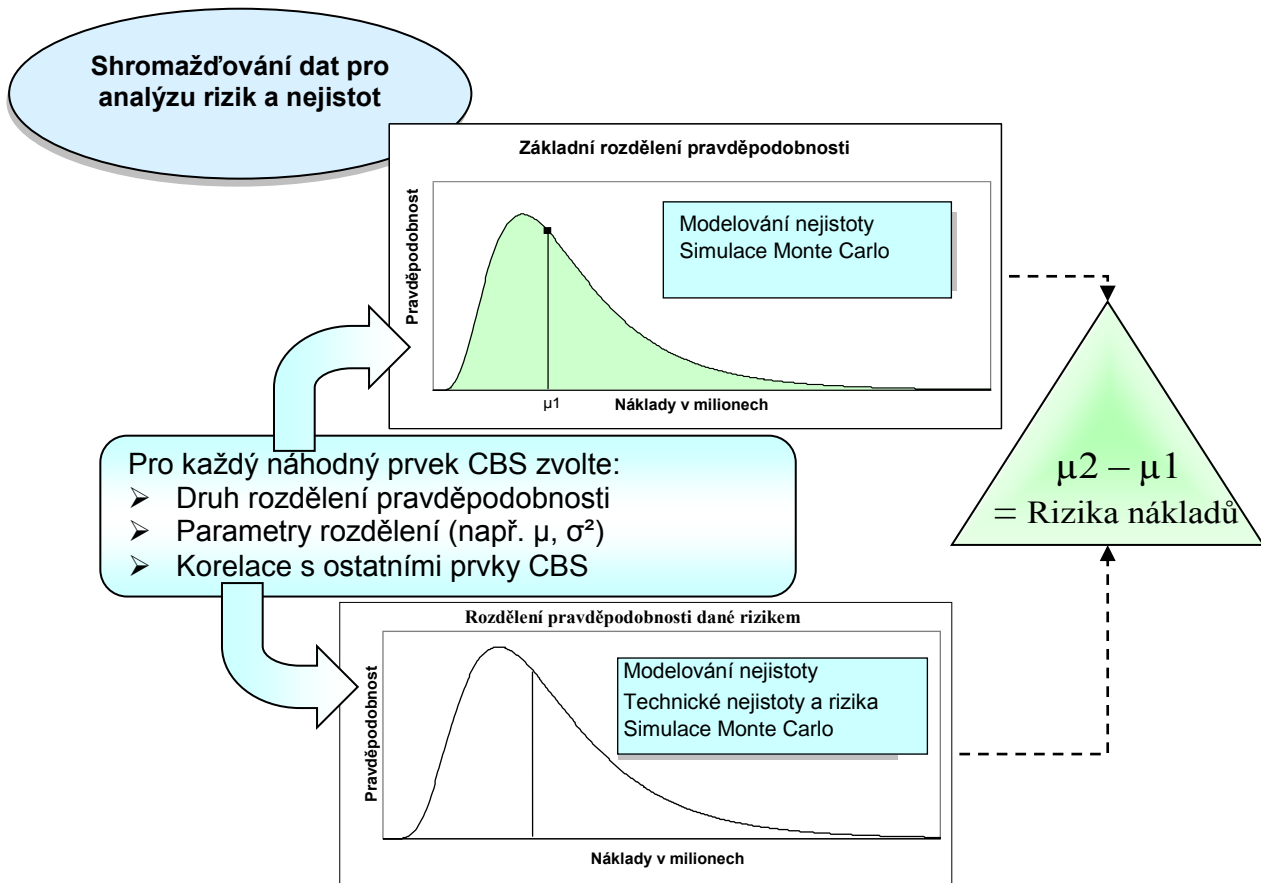 Shromažďování dat pro
analýzu rizik a nejistot
Základní rozdělení pravděpodobnosti
Pravděpodobnost
Modelování nejistoty
Simulace Monte Carlo
μ1
Náklady v milionech
Pro každý náhodný prvek CBS zvolte:
➢ Druh rozdělení pravděpodobnosti
➢ Parametry rozdělení (např. μ, σ²)
➢ Korelace s ostatními prvky CBS
μ2 – μ1
= Rizika nákladů
Rozdělení pravděpodobnosti dané rizikem
Pravděpodobnost
Modelování nejistoty
Technické nejistoty a rizika
Simulace Monte Carlo
Náklady v milionech